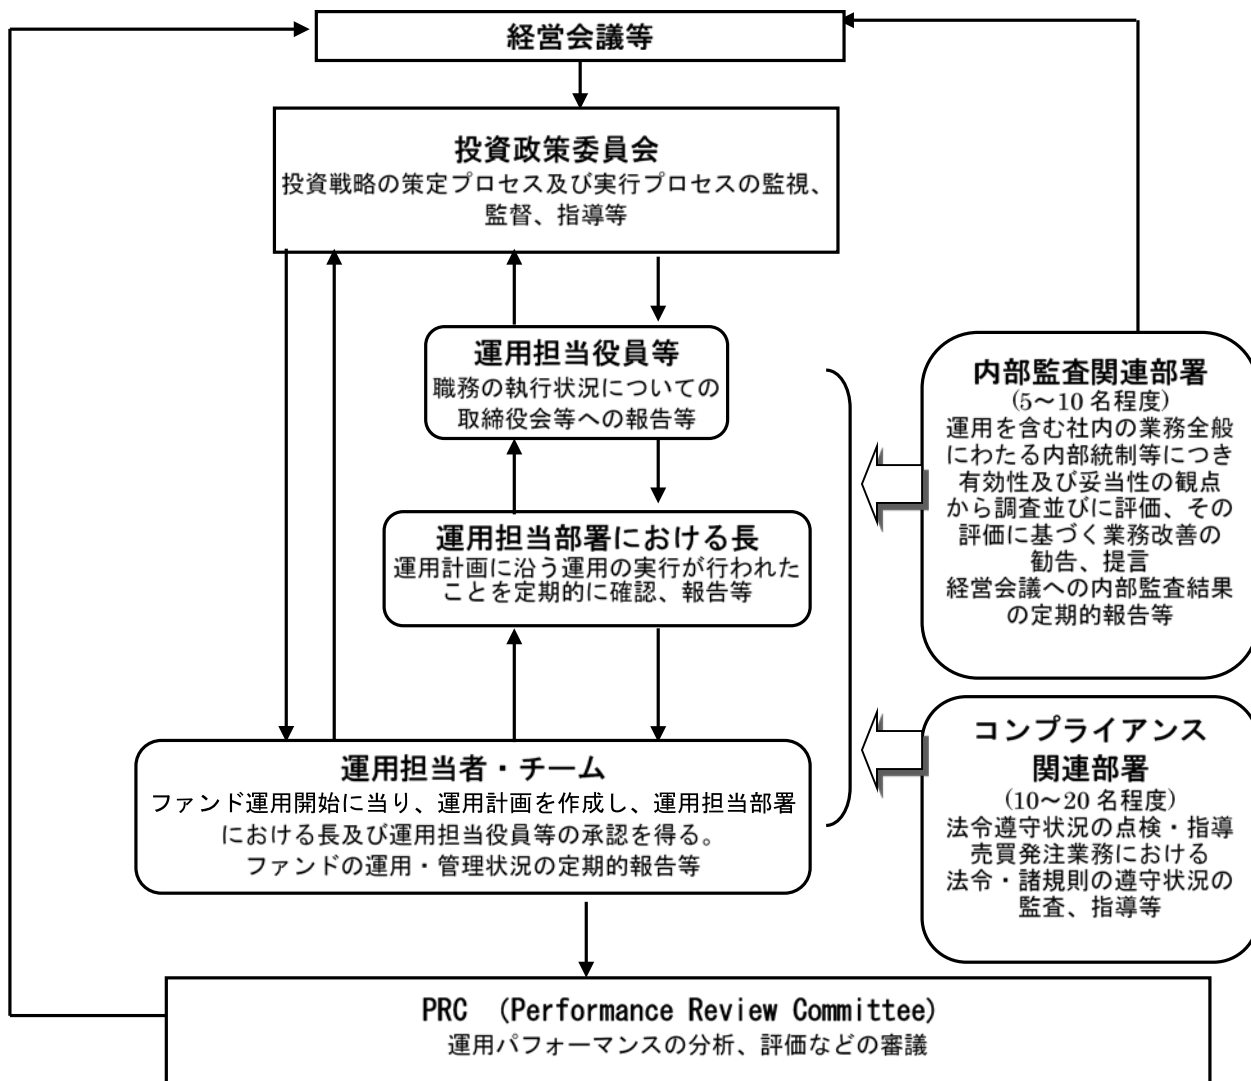 経営会議等
投資政策委員会
投資戦略の策定プロセス及び実行プロセスの監視、
監督、指導等
運用担当役員等
職務の執行状況についての
取締役会等への報告等
運用担当部署における長
運用計画に沿う運用の実行が行われた
ことを定期的に確認、報告等
運用担当者・チーム
ファンド運用開始に当り、運用計画を作成し、運用担当部署
における長及び運用担当役員等の承認を得る。
ファンドの運用・管理状況の定期的報告等
内部監査関連部署
(5～10 名程度)
運用を含む社内の業務全般
にわたる内部統制等につき
有効性及び妥当性の観点
から調査並びに評価、その
評価に基づく業務改善の
勧告、提言
経営会議への内部監査結果
の定期的報告等
コンプライアンス
関連部署
(10～20 名程度)
法令遵守状況の点検・指導
売買発注業務における
法令・諸規則の遵守状況の
監査、指導等
PRC (Performance Review Committee)
運用パフォーマンスの分析、評価などの審議